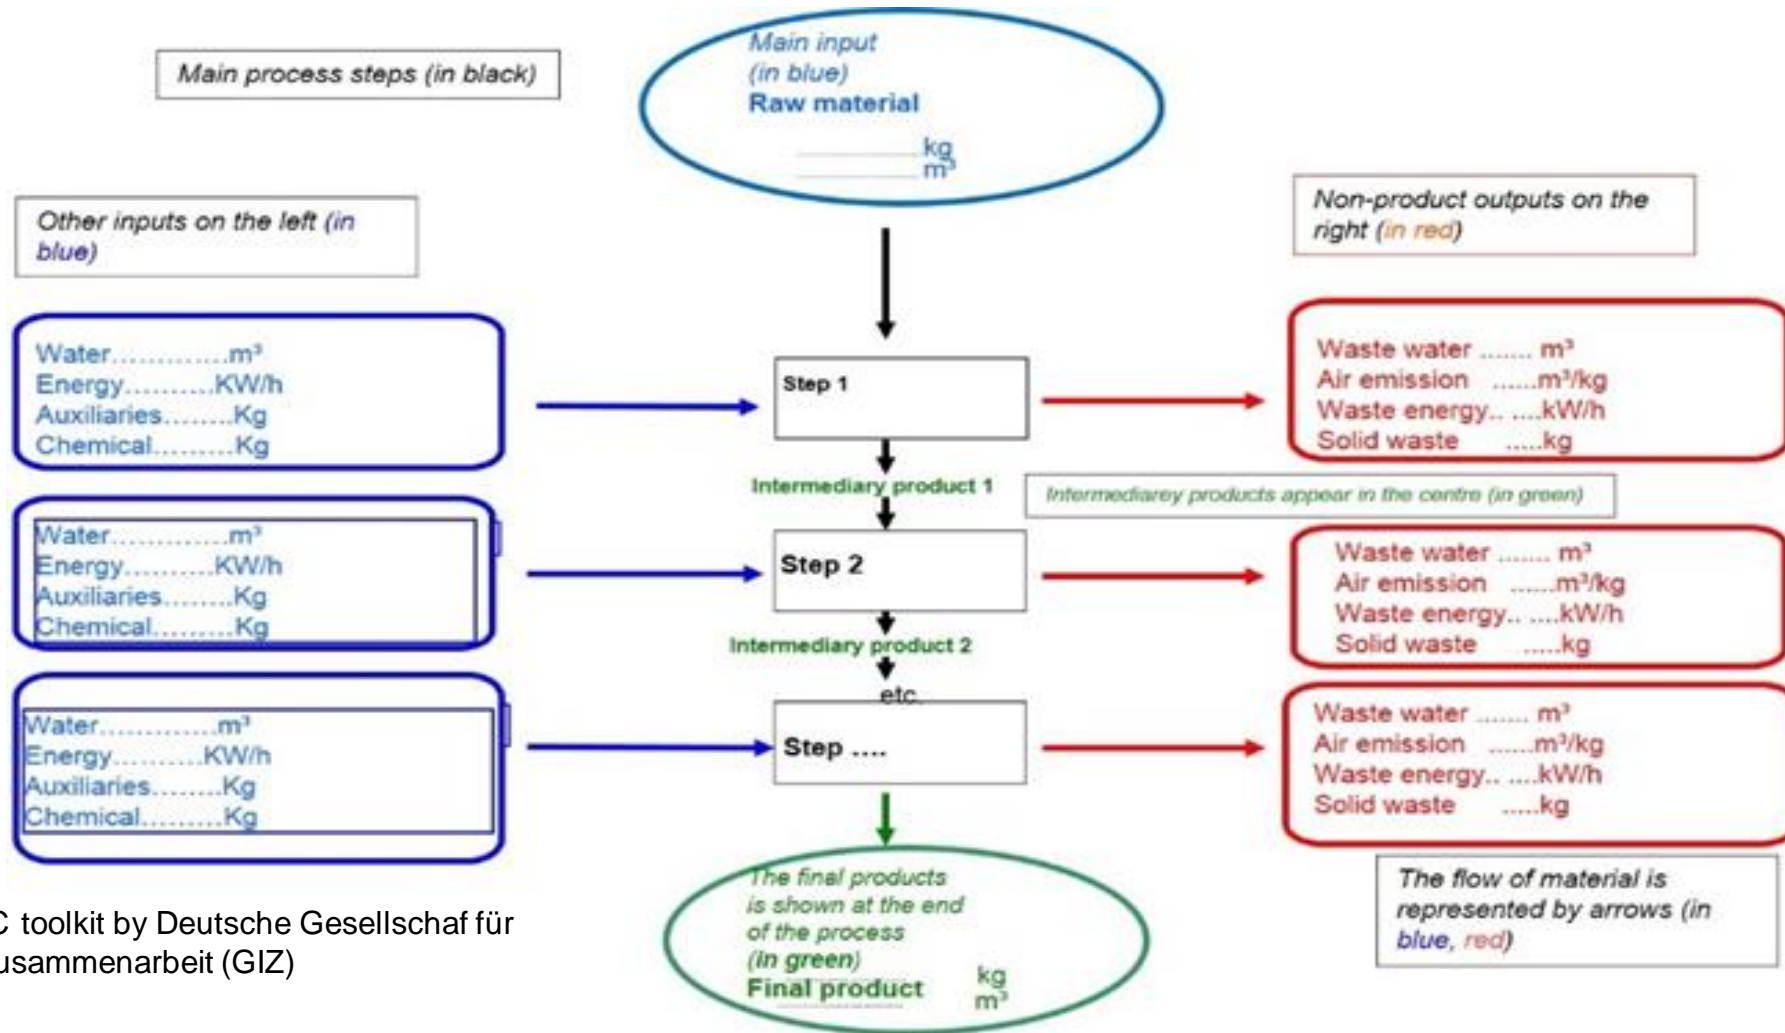 Main process steps (in black)
Main input
(in blue)
Raw material
kg
m³
Other inputs on the left (in
blue)
Non-product outputs on the
right (in red)
Water.............m³
Energy..........KW/h
Auxiliaries........Kg
Chemical.........Kg
Step 1
Waste water ....... m³
Air emission ......m³/kg
Waste energy.. ....kW/h
Solid waste .....kg
Intermediary product 1
Intermediarey products appear in the centre (in green)
Water.............m³
Energy..........KW/h
Auxiliaries........Kg
Chemical.........Kg
Step 2
Waste water ....... m³
Air emission ......m³/kg
Waste energy.. ....kW/h
Solid waste .....kg
Intermediary product 2
etc.
Water.............m³
Energy..........KW/h
Auxiliaries........Kg
Chemical.........Kg
Step ....
Waste water ....... m³
Air emission ......m³/kg
Waste energy.. ....kW/h
Solid waste .....kg
The final products
is shown at the end
of the process
(in green)
Final product
kg
m³
The flow of material is
represented by arrows (in
blue, red)
toolkit by Deutsche Gesellschaf für
usammenarbeit (GIZ)